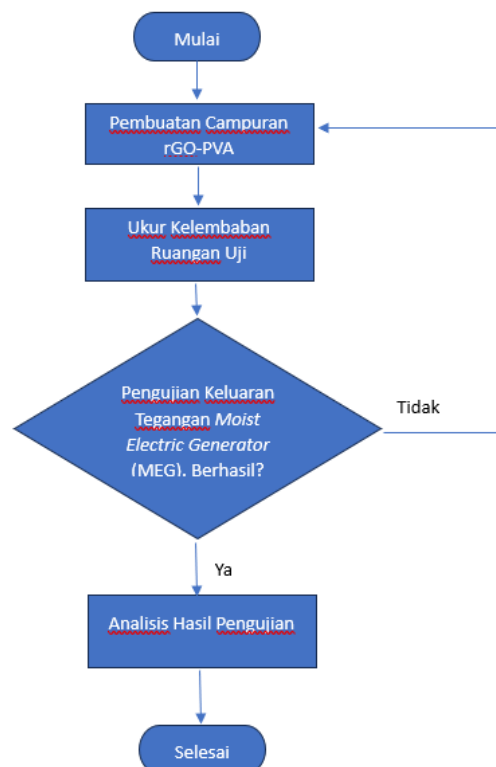 Mulai
Pembuatan Campuran
rGO-PVA
Ukur Kelembaban
Ruangan Uji
Pengujian Keluaran
Tegangan Moist
Electric Generator
(MEG). Berhasil?
Tidak
Ya
Analisis Hasil Pengujian
Selesai